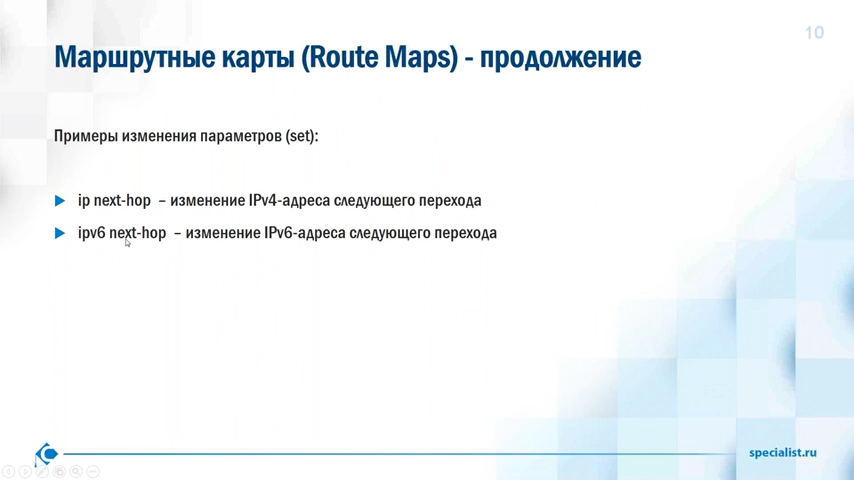 10
Маршрутные карты (Route Maps) - продолжение
Примеры изменения параметров (set):
ip next-hop – изменение IPv4-адреса следующего перехода
ipv6 next-hop – изменение IPv6-адреса следующего перехода
specialist.ru